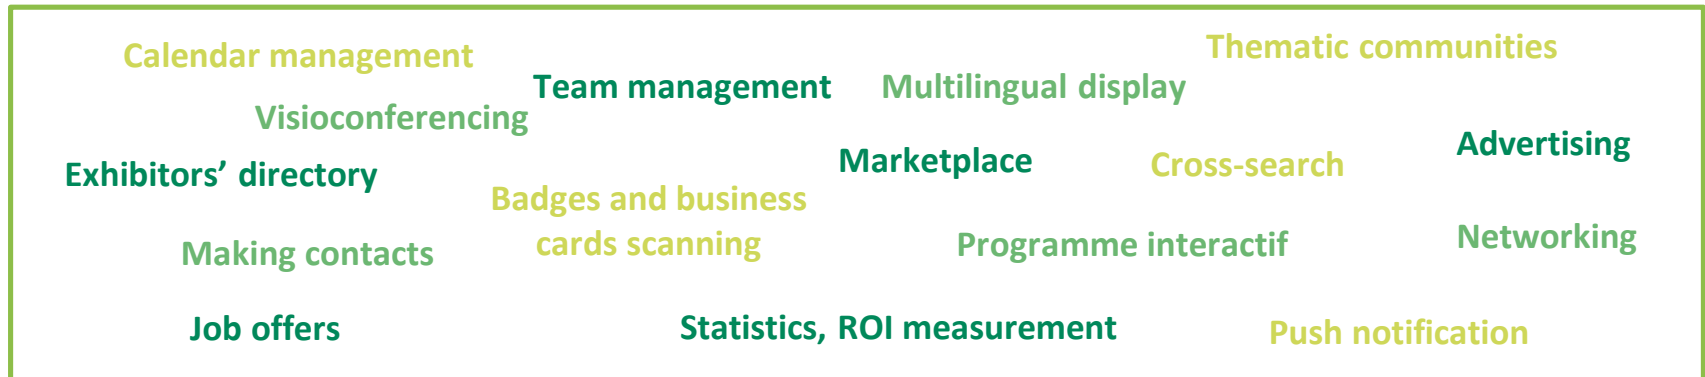 Calendar management
Thematic communities
Team management
Multilingual display
Visioconferencing
Advertising
Exhibitors’ directory
Marketplace
Cross-search
Badges and business
cards scanning
Making contacts
Programme interactif
Networking
Job offers
Statistics, ROI measurement
Push notification